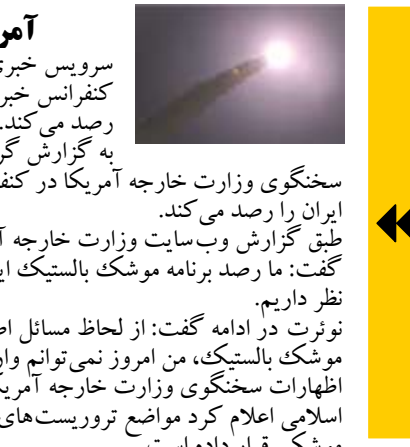 سرویس خبری
کنفرانس خبر
رصد می‌کند.
به گزارش گر
سخنگوی وزارت خارجه آمریکا در کنف
ایران را رصد می‌کند.
طبق گزارش وب‌سایت وزارت خارجه آ
گفت: ما رصد برنامه موشک بالستیک ای
نظر داریم.
نوئرت در ادامه گفت: از لحاظ مسائل اط
موشک بالستیک، من امروز نمی‌توانم وار
اظهارات سخنگوی وزارت خارجه آمریک
اسلامی اعلام کرد مواضع تروریست‌های